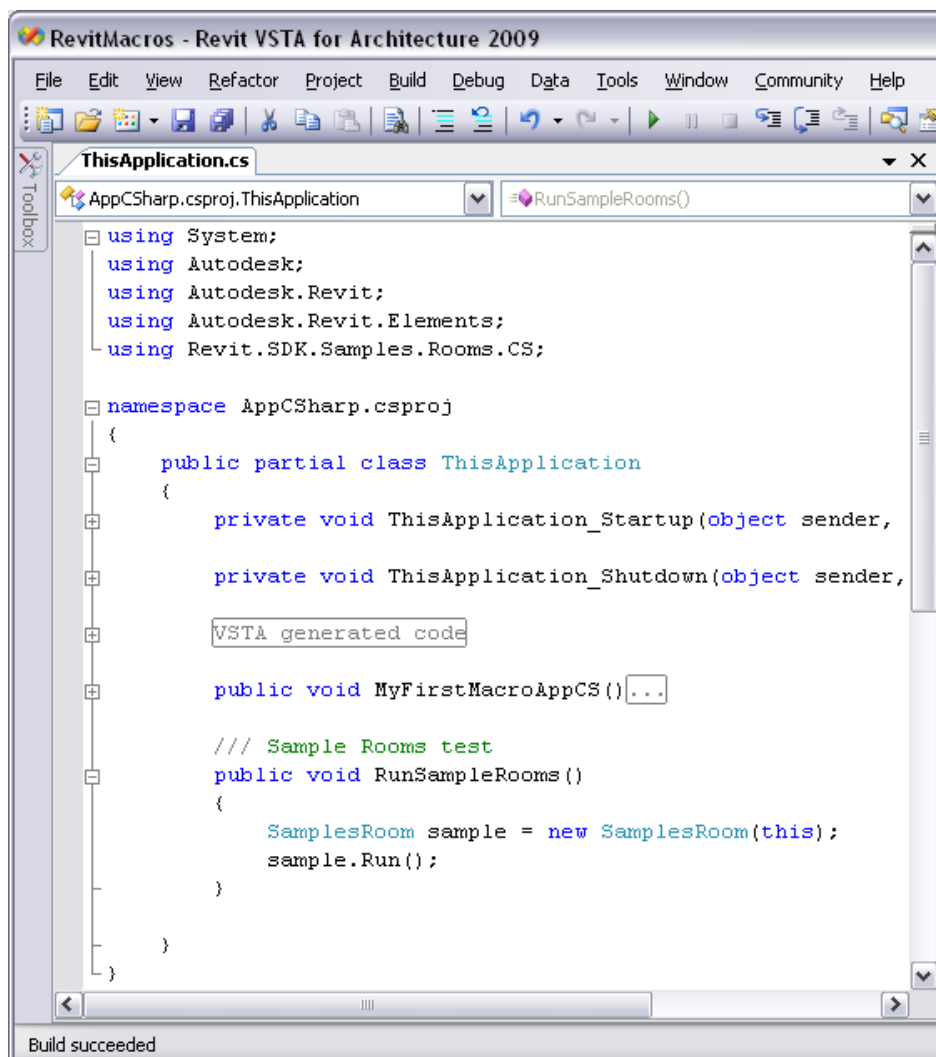 RevitMacros - Revit VSTA for Architecture 2009
File Edit View Refactor Project Build Debug Data Tools Window Community Help
Toolbox
ThisApplication.cs
AppCSharp.csproj.ThisApplication RunSampleRooms()
using System;
using Autodesk;
using Autodesk.Revit;
using Autodesk.Revit.Elements;
using Revit.SDK.Samples.Rooms.CS;
namespace AppCSharp.csproj
{
public partial class ThisApplication
{
private void ThisApplication_Startup(object sender,
private void ThisApplication_Shutdown(object sender,
VSTA generated code
public void MyFirstMacroAppCS()...
/// Sample Rooms test
public void RunSampleRooms()
{
SamplesRoom sample = new SamplesRoom(this);
sample.Run();
}
}
}
Build succeeded